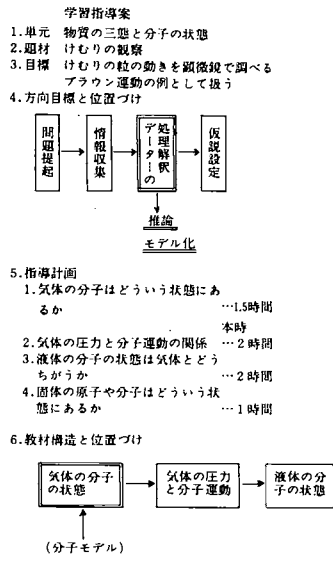 学習指導案
1.単元 物質の三態と分子の状態
2.題材 けむりの観察
3.目標 けむりの粒の動きを顕微鏡で調べる
ブラウン運動の例として扱う
4.方向目標と位置づけ
問題提起
情報収集
データーの
処理解釈
仮説設定
推論
モデル化
5.指導計画
1.気体の分子はどういう状態にあ
るか …1.5時間
本時
2.気体の圧力と分子運動の関係 …2時間
3.液体の分子の状態は気体とどう
ちがうか …2時間
4.固体の原子や分子はどういう状
態にあるか …1時間
6.教材構造と位置づけ
気体の分子
の状態
気体の圧力
と分子運動
液体の分
子の状態
(分子モデル)